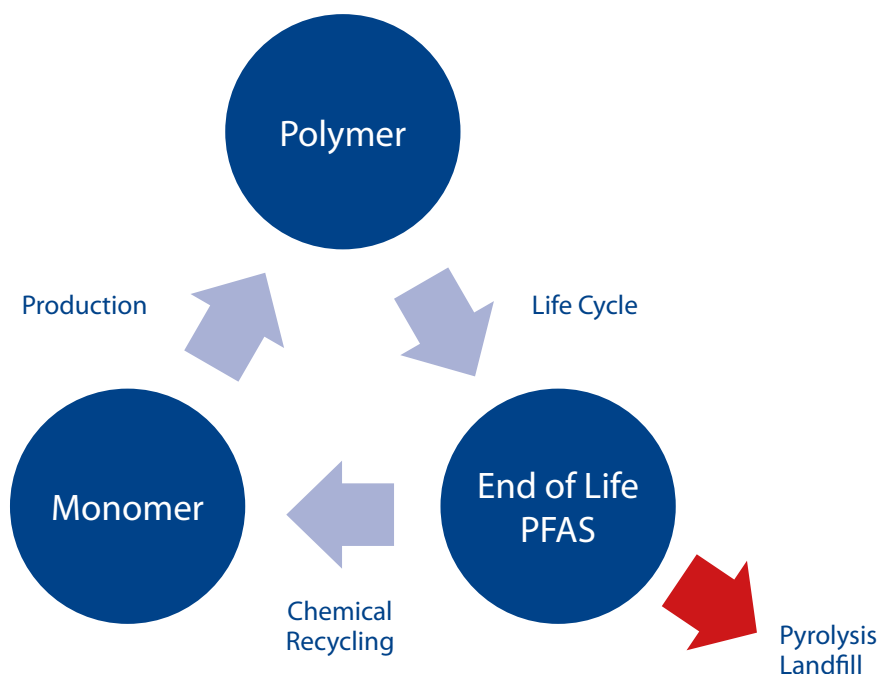 Polymer
Production
Life Cycle
Monomer
End of Life
PFAS
Chemical
Recycling
Pyrolysis
Landfill